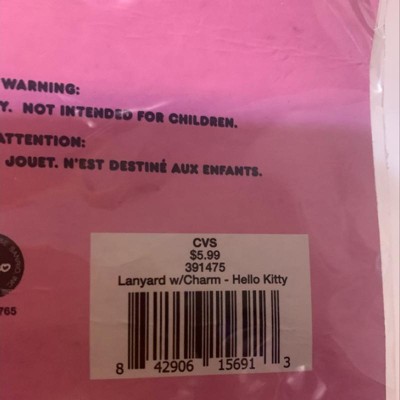 WARNING:
Y. NOT INTENDED FOR CHILDREN.
ATTENTION:
JOUET. N'EST DESTINÉ AUX ENFANTS.
CVS
$5.99
391475
Lanyard w/Charm - Hello Kitty
8 42906 15691 3
765